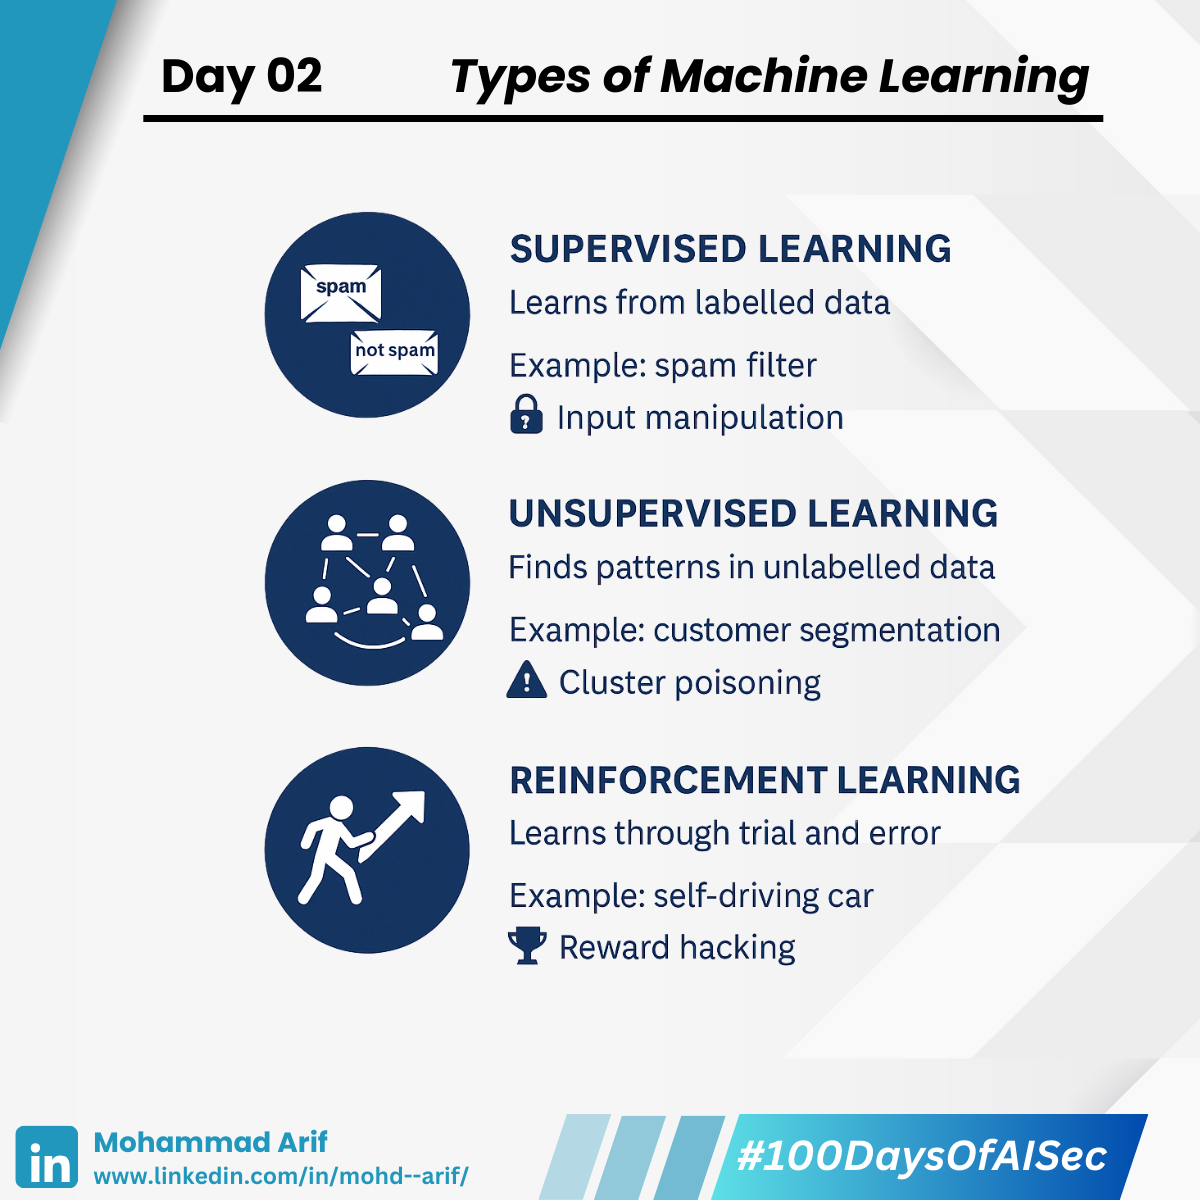 Day 02
Types of Machine Learning
spam
not spam
SUPERVISED LEARNING
Learns from labelled data
Example: spam filter
?
Input manipulation
UNSUPERVISED LEARNING
Finds patterns in unlabelled data
Example: customer segmentation
!
Cluster poisoning
REINFORCEMENT LEARNING
Learns through trial and error
Example: self-driving car
Reward hacking
in
Mohammad Arif
www.linkedin.com/in/mohd--arif/
#100DaysOfAISec